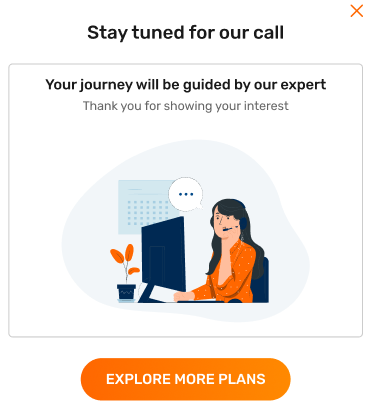 Stay tuned for our call
Your journey will be guided by our expert
Thank you for showing your interest
EXPLORE MORE PLANS